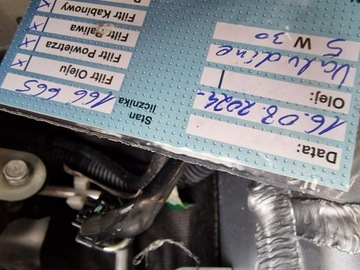 Data:
16.03.2024r.
Olej:
Valvoline
5 W 30
Stan
licznika
166 665
Filtr Oleju X
Filtr Powietrza X
Filtr Paliwa
Filtr Kabinowy X